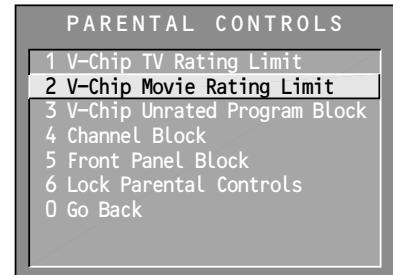 PARENTAL CONTROLS
1 V-Chip TV Rating Limit
2 V-Chip Movie Rating Limit
3 V-Chip Unrated Program Block
4 Channel Block
5 Front Panel Block
6 Lock Parental Controls
0 Go Back